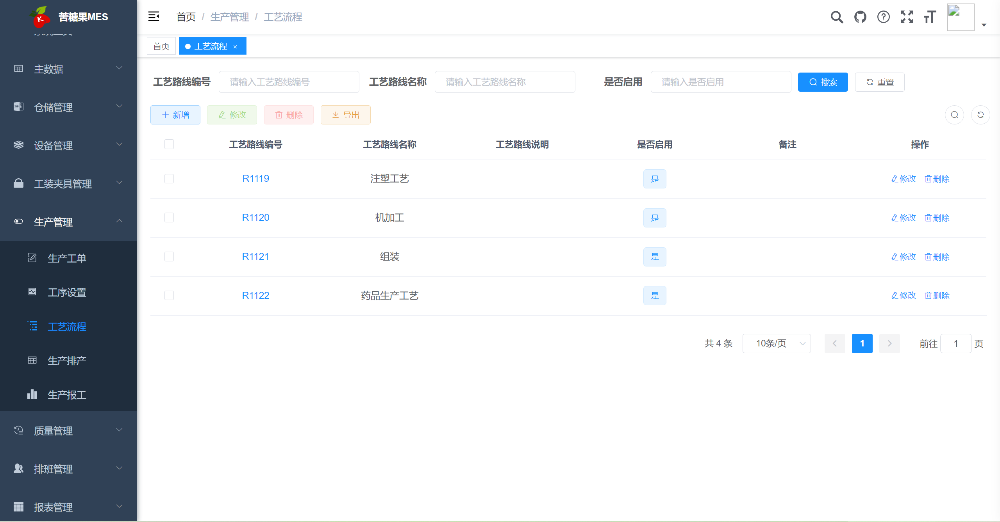 苦糖果MES
首页 / 生产管理 / 工艺流程
首页
工艺流程 ×
主数据
仓储管理
设备管理
工装夹具管理
生产管理
生产工单
工序设置
工艺流程
生产排产
生产报工
质量管理
排班管理
报表管理
工艺路线编号 请输入工艺路线编号 工艺路线名称 请输入工艺路线名称 是否启用 请输入是否启用 搜索 重置
新增 修改 删除 导出
工艺路线编号 工艺路线名称 工艺路线说明 是否启用 备注 操作
R1119 注塑工艺 是 修改 删除
R1120 机加工 是 修改 删除
R1121 组装 是 修改 删除
R1122 药品生产工艺 是 修改 删除
共 4 条 10条/页 1 前往 1 页